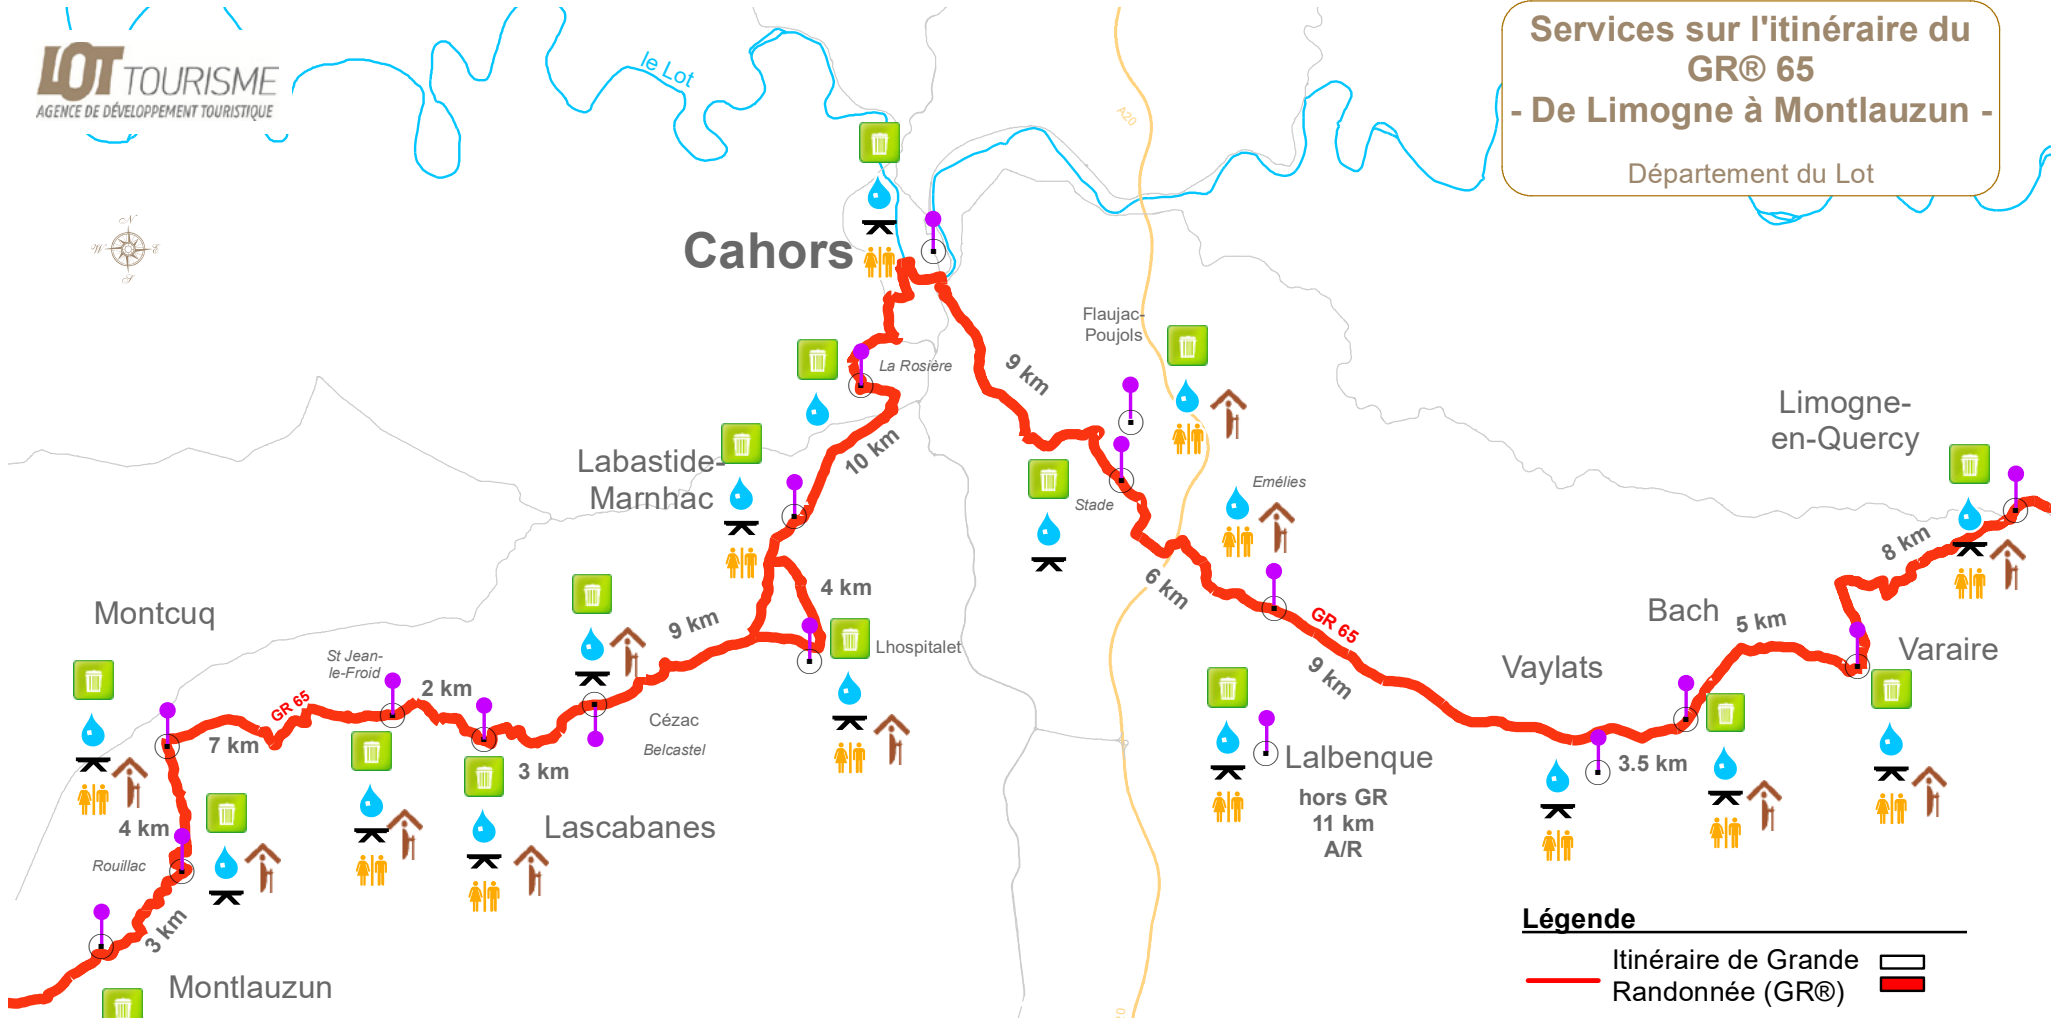 LOT TOURISME
AGENCE DE DÉVELOPPEMENT TOURISTIQUE
le Lot
A20
Services sur l'itinéraire du
GR® 65
- De Limogne à Montlauzun -
Département du Lot
N
W
E
S
Cahors
Flaujac-
Poujols
La Rosière
9 km
Limogne-
en-Quercy
Labastide-
Marnhac
10 km
Stade
Emélies
8 km
Montcuq
4 km
6 km
9 km
GR 65
Bach
5 km
Varaire
Lhospitalet
St Jean-
le-Froid
2 km
GR 65
7 km
Cézac
Belcastel
3 km
9 km
Vaylats
3.5 km
Lalbenque
hors GR
11 km
A/R
Lascabanes
4 km
Rouillac
3 km
Montlauzun
Légende
Itinéraire de Grande
Randonnée (GR®)